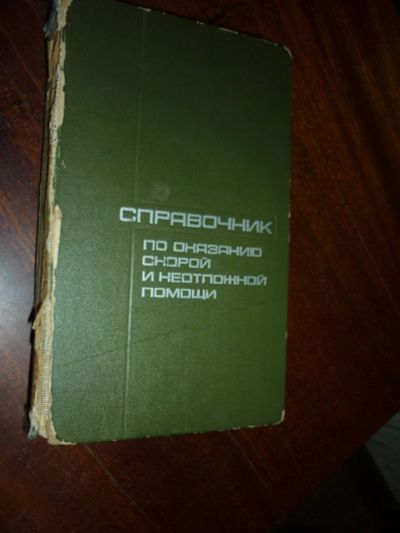 СПРАВОЧНИК
ПО ОКАЗАНИЮ
СКОРОЙ
И НЕОТЛОЖНОЙ
ПОМОЩИ